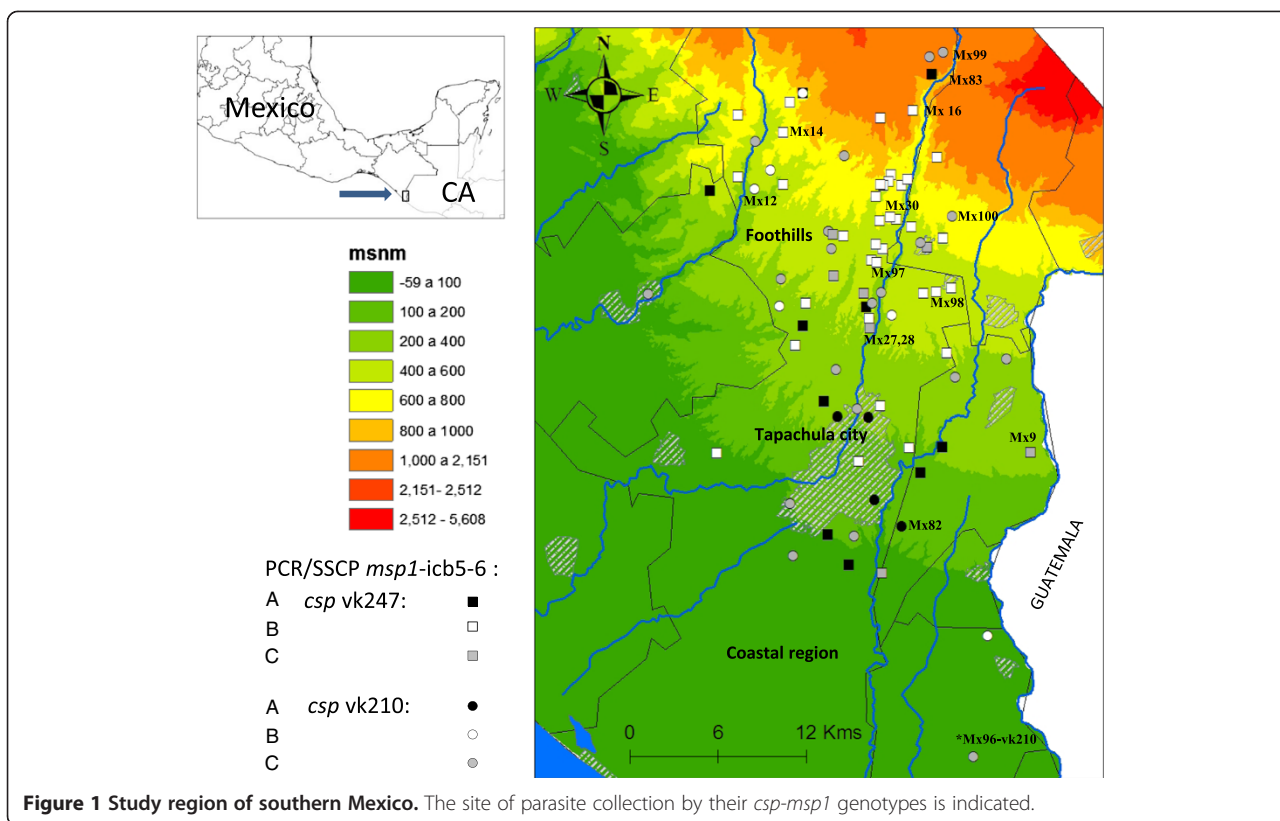 Mexico
CA
msnm
-59 a 100
100 a 200
200 a 400
400 a 600
600 a 800
800 a 1000
1,000 a 2,151
2,151- 2,512
2,512 - 5,608
PCR/SSCP msp1-icb5-6 :
A csp vk247:
B
C
A csp vk210:
B
C
N
W E
S
Mx99
Mx83
Mx 16
Mx14
Mx12
Mx30
Mx100
Foothills
Mx97
Mx98
Mx27,28
Tapachula city
Mx9
Mx82
GUATEMALA
Coastal region
0 6 12 Kms
*Mx96-vk210
Figure 1 Study region of southern Mexico. The site of parasite collection by their csp-msp1 genotypes is indicated.